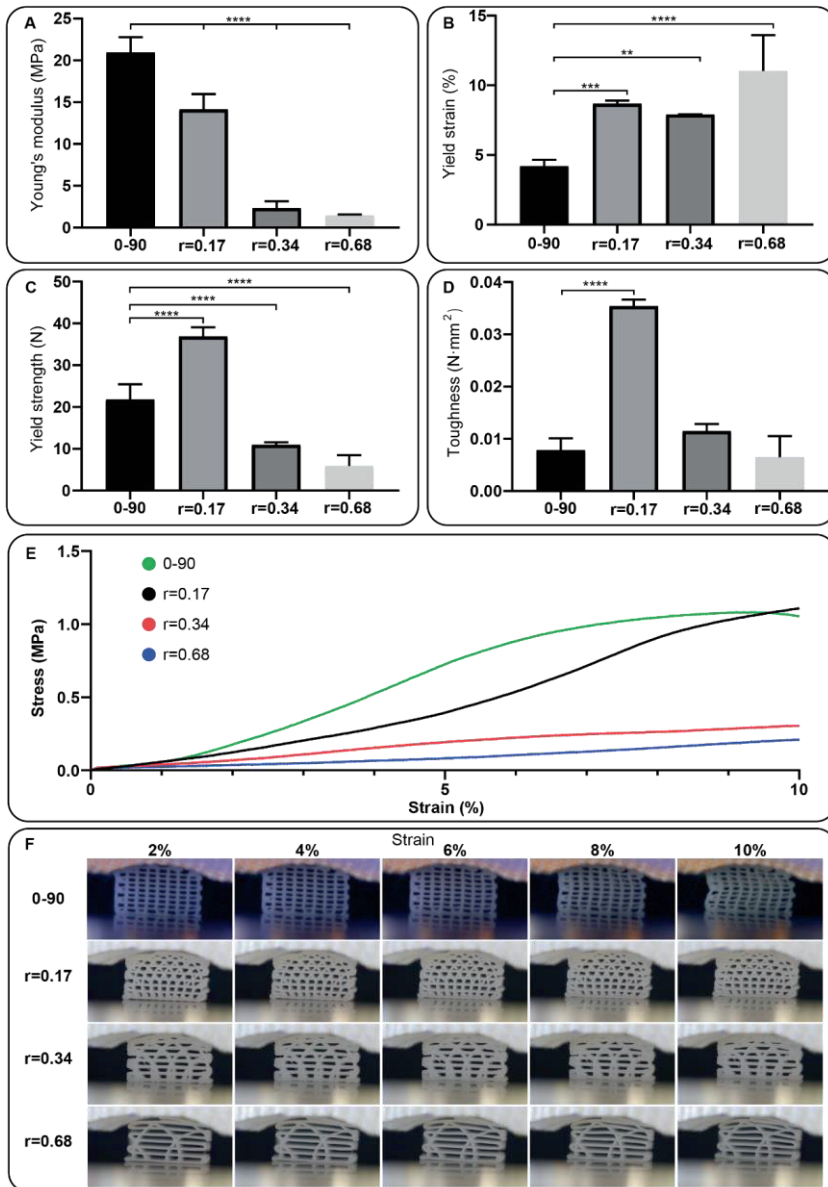 A
****
Young's modulus (MPa)
25
20
15
10
5
0
0-90
r=0.17
r=0.34
r=0.68
B
****
**
***
Yield strain (%)
15
10
5
0
0-90
r=0.17
r=0.34
r=0.68
C
****
****
****
Yield strength (N)
50
40
30
20
10
0
0-90
r=0.17
r=0.34
r=0.68
D
****
Toughness (N·mm²)
0.04
0.03
0.02
0.01
0.00
0-90
r=0.17
r=0.34
r=0.68
E
Stress (MPa)
1.5
1.0
0.5
0.0
0-90
r=0.17
r=0.34
r=0.68
0
5
10
Strain (%)
F
Strain
2%
4%
6%
8%
10%
0-90
r=0.17
r=0.34
r=0.68